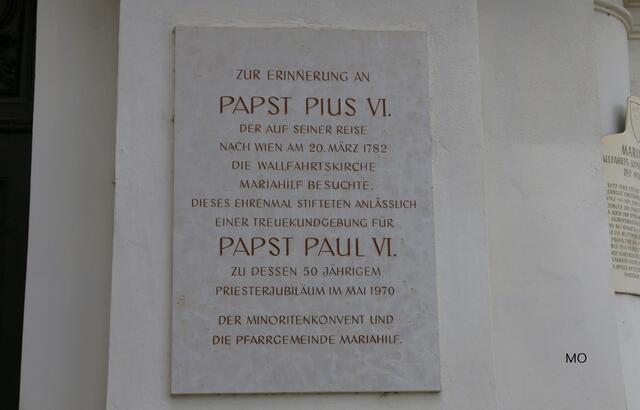 ZUR ERINNERUNG AN
PAPST PIUS VI.
DER AUF SEINER REISE
NACH WIEN AM 20. MÄRZ 1782
DIE WALLFAHRTSKIRCHE
MARIAHILF BESUCHTE,
DIESES EHRENMAL STIFTETEN ANLÄSSLICH
EINER TREUEKUNDGEBUNG FÜR
PAPST PAUL VI.
ZU DESSEN 50 JÄHRIGEM
PRIESTERJUBILÄUM IM MAI 1970
DER MINORITENKONVENT UND
DIE PFARRGEMEINDE MARIAHILF.
MO